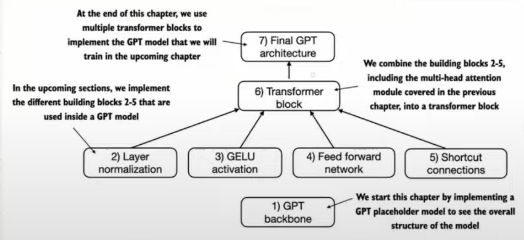 At the end of this chapter, we use
multiple transformer blocks to
implement the GPT model that we will
train in the upcoming chapter
7) Final GPT
architecture
We combine the building blocks 2-5,
including the multi-head attention
module covered in the previous
chapter, into a transformer block
6) Transformer
block
In the upcoming sections, we implement
the different building blocks 2-5 that are
used inside a GPT model
2) Layer
normalization
3) GELU
activation
4) Feed forward
network
5) Shortcut
connections
1) GPT
backbone
We start this chapter by implementing a
GPT placeholder model to see the overall
structure of the model